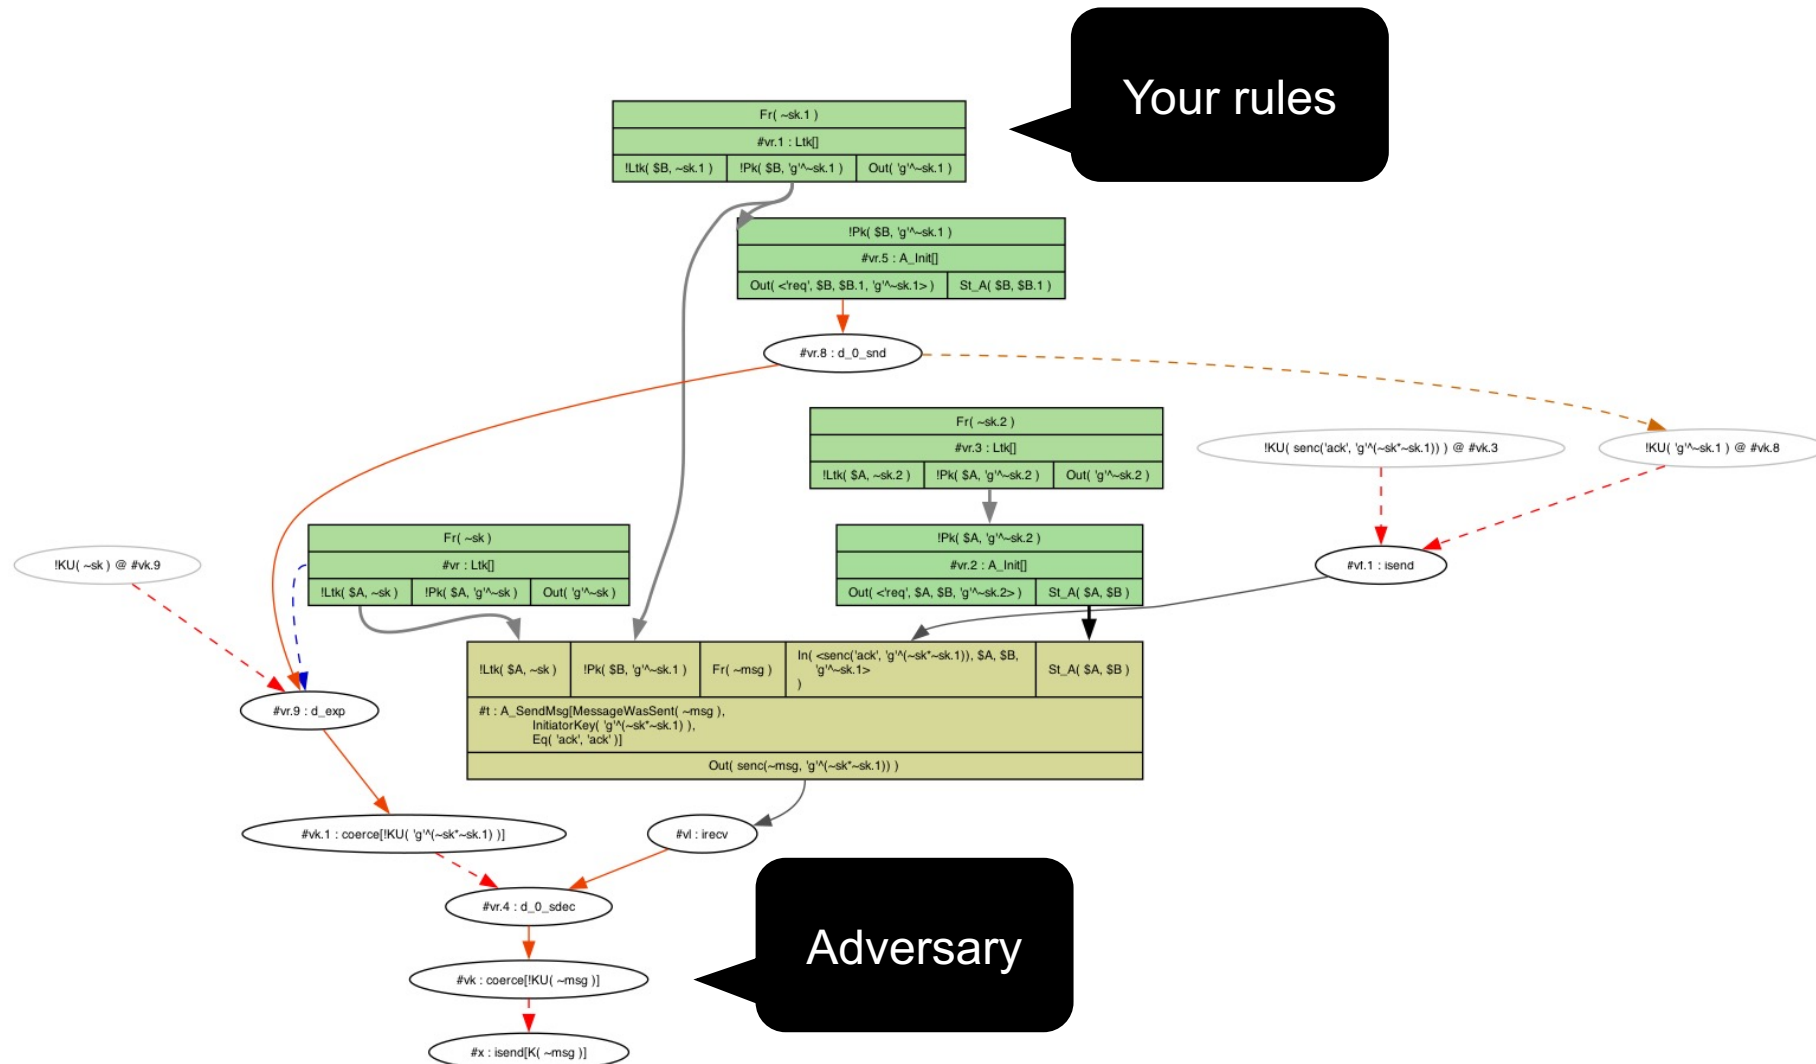 Your rules
Fr( ~sk.1 )
#vr.1 : Ltk[]
!Ltk( $B, ~sk.1 ) !Pk( $B, 'g'^~sk.1 ) Out( 'g'^~sk.1 )
!Pk( $B, 'g'^~sk.1 )
#vr.5 : A_Init[]
Out( <'req', $B, $B.1, 'g'^~sk.1> ) St_A( $B, $B.1 )
#vr.8 : d_0_snd
Fr( ~sk.2 )
#vr.3 : Ltk[]
!Ltk( $A, ~sk.2 ) !Pk( $A, 'g'^~sk.2 ) Out( 'g'^~sk.2 )
!KU( senc('ack', 'g'^(~sk*~sk.1)) ) @ #vk.3
!KU( 'g'^~sk.1 ) @ #vk.8
!KU( ~sk ) @ #vk.9
Fr( ~sk )
#vr : Ltk[]
!Ltk( $A, ~sk ) !Pk( $A, 'g'^~sk ) Out( 'g'^~sk )
!Pk( $A, 'g'^~sk.2 )
#vr.2 : A_Init[]
Out( <'req', $A, $B, 'g'^~sk.2> ) St_A( $A, $B )
#vf.1 : isend
!Ltk( $A, ~sk ) !Pk( $B, 'g'^~sk.1 ) Fr( ~msg ) In( <senc('ack', 'g'^(~sk*~sk.1)), $A, $B,
'g'^~sk.1>
) St_A( $A, $B )
#t : A_SendMsg[MessageWasSent( ~msg ),
InitiatorKey( 'g'^(~sk*~sk.1) ),
Eq( 'ack', 'ack' )]
Out( senc(~msg, 'g'^(~sk*~sk.1)) )
#vr.9 : d_exp
#vk.1 : coerce[!KU( 'g'^(~sk*~sk.1) )]
#vl : irecv
#vr.4 : d_0_sdec
Adversary
#vk : coerce[!KU( ~msg )]
#x : isend[K( ~msg )]